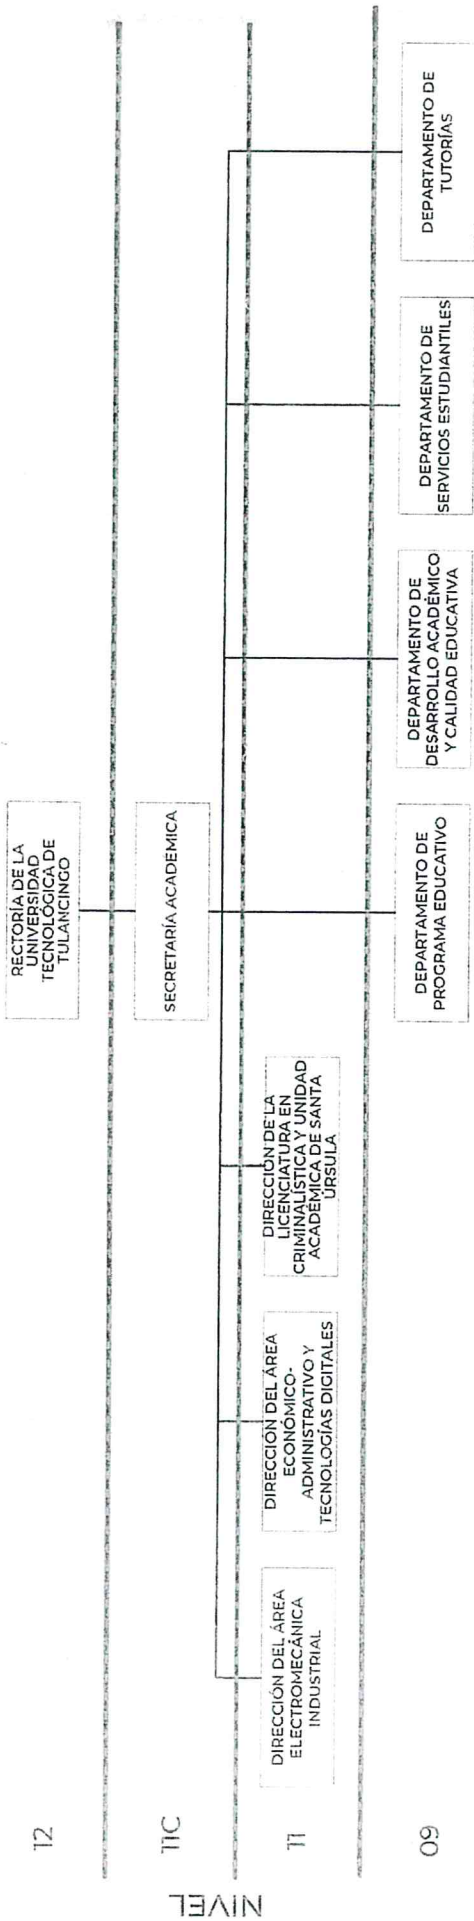 NIVEL
12
RECTORÍA DE LA
UNIVERSIDAD
TECNOLÓGICA DE
TULANCINGO
11C
SECRETARÍA ACADÉMICA
11
DIRECCIÓN DEL ÁREA
ELECTROMECÁNICA
INDUSTRIAL
DIRECCIÓN DEL ÁREA
ECONÓMICO-
ADMINISTRATIVO Y
TECNOLOGÍAS DIGITALES
DIRECCIÓN DE LA
LICENCIATURA EN
CRIMINALÍSTICA Y UNIDAD
ACADÉMICA DE SANTA
ÚRSULA
09
DEPARTAMENTO DE
PROGRAMA EDUCATIVO
DEPARTAMENTO DE
DESARROLLO ACADÉMICO
Y CALIDAD EDUCATIVA
DEPARTAMENTO DE
SERVICIOS ESTUDIANTILES
DEPARTAMENTO DE
TUTORÍAS